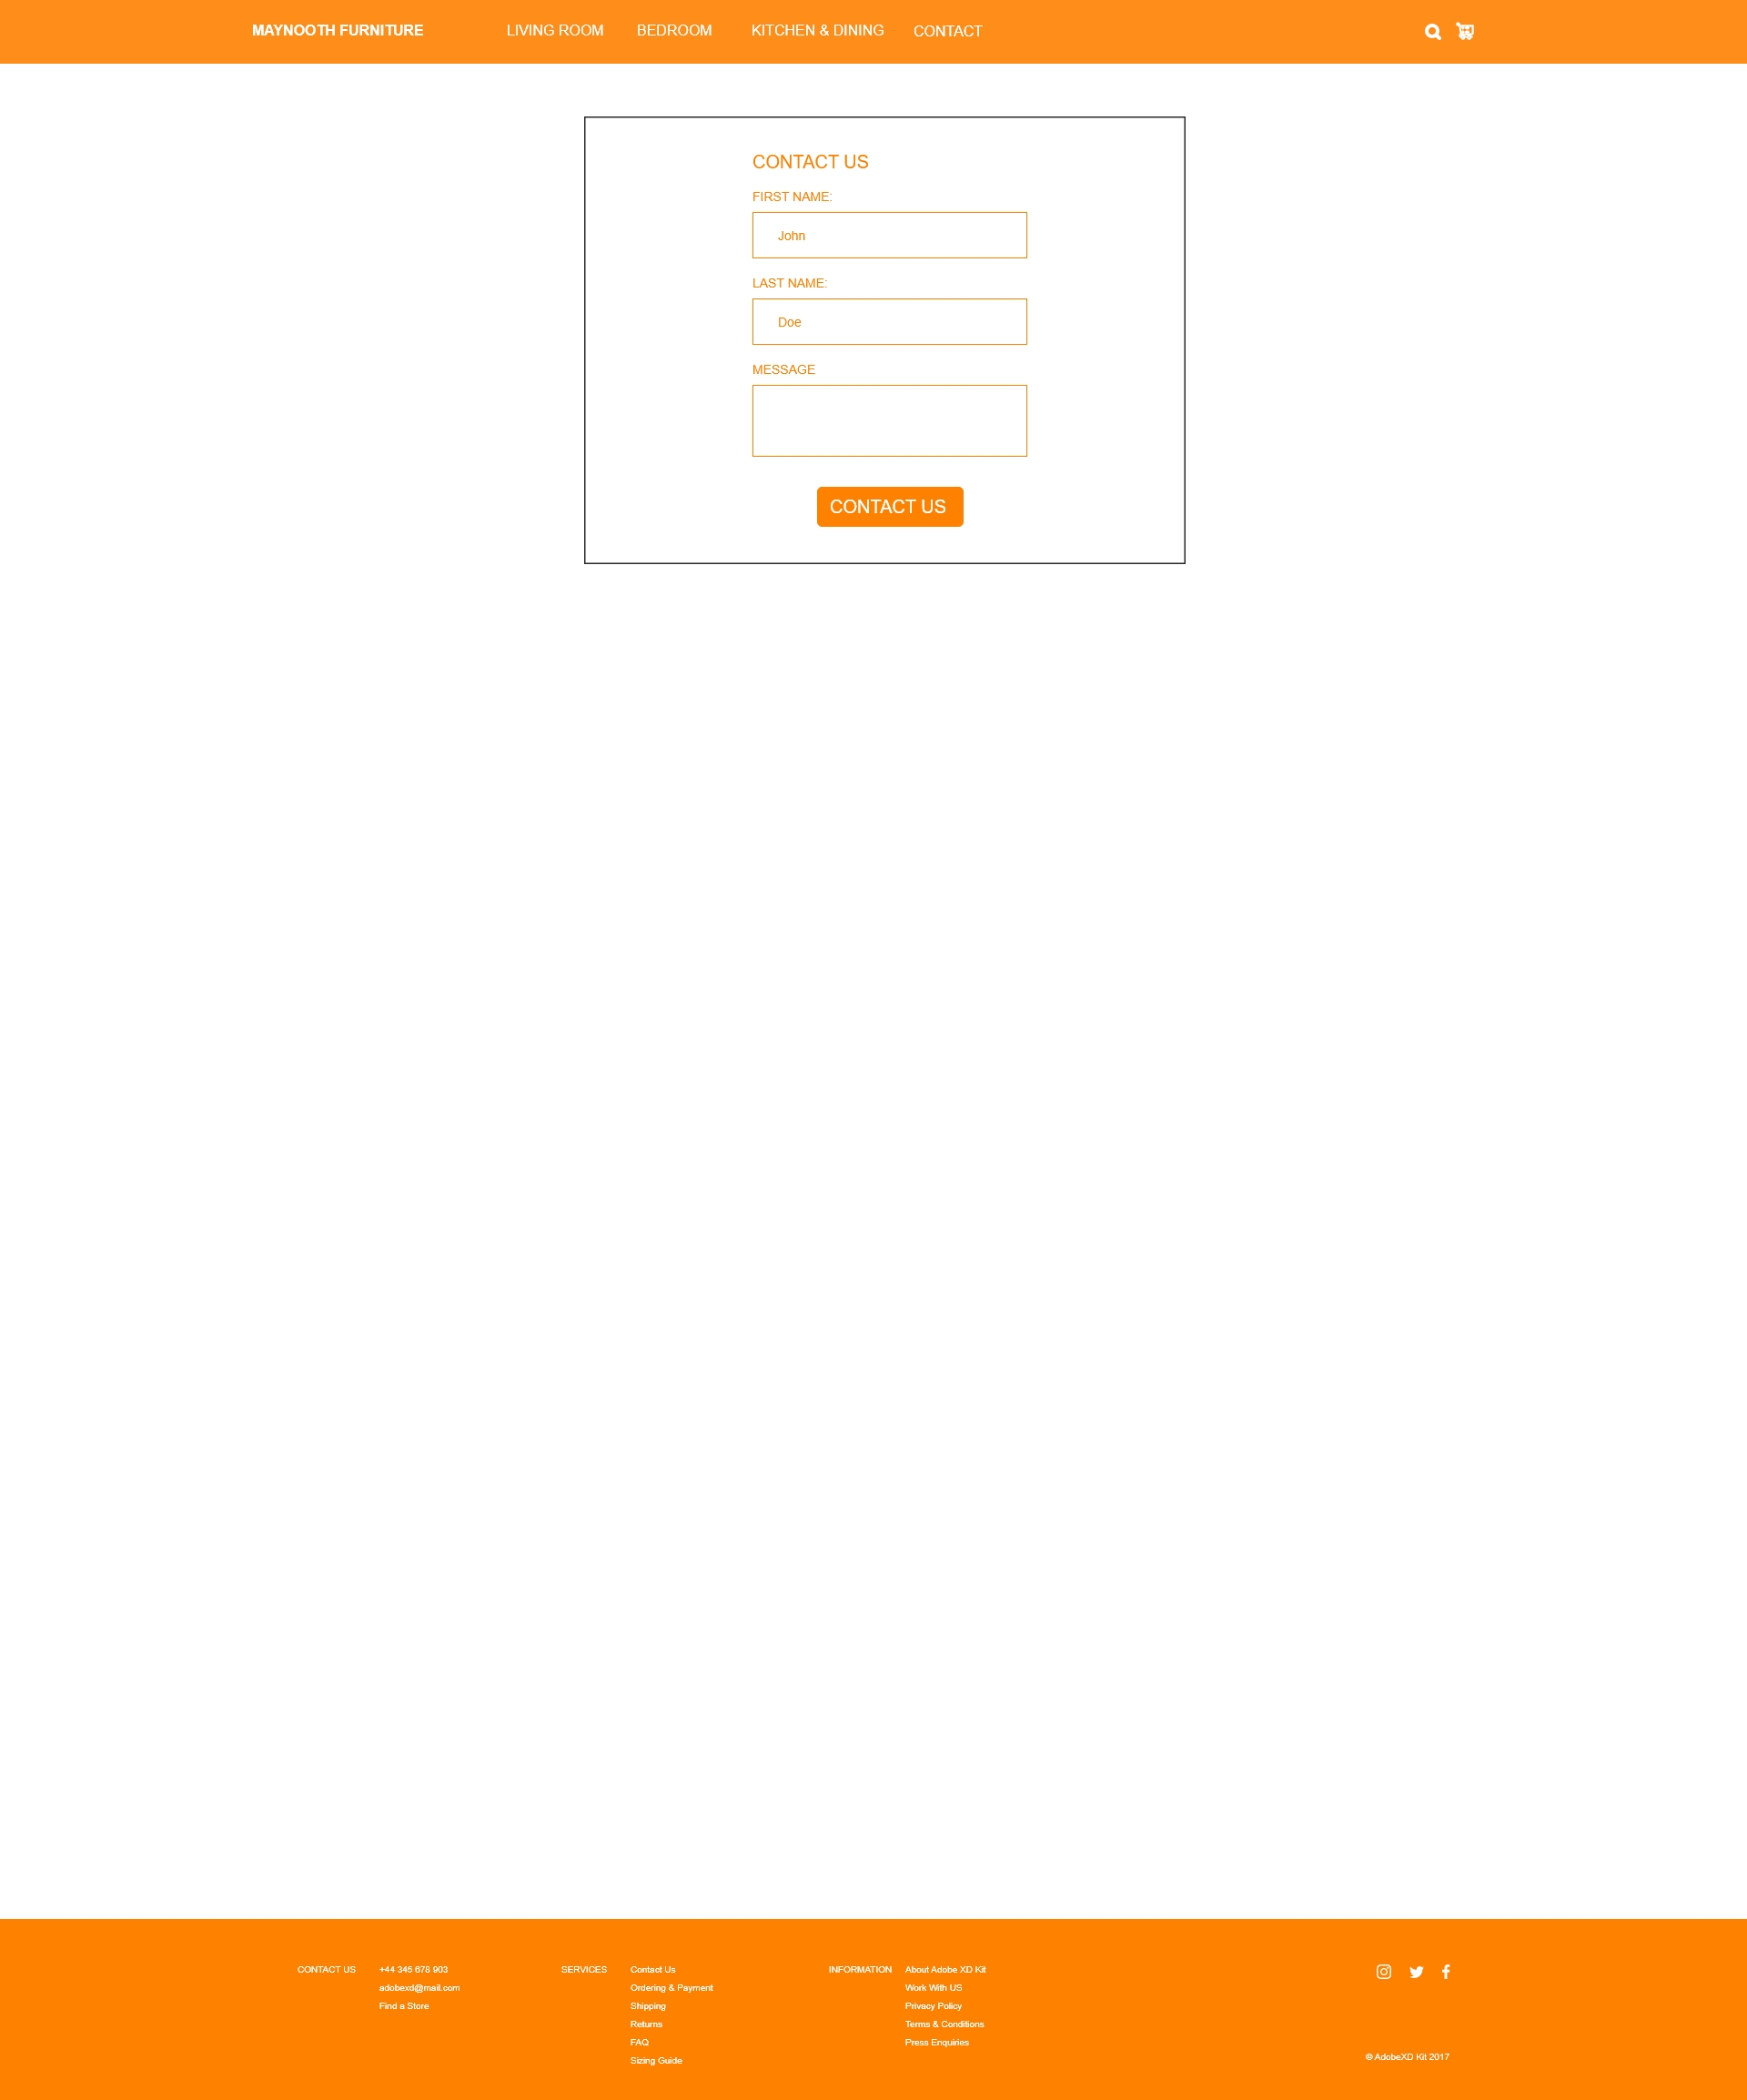 MAYNOOTH FURNITURE LIVING ROOM BEDROOM KITCHEN & DINING CONTACT
CONTACT US
FIRST NAME:
John
LAST NAME:
Doe
MESSAGE
CONTACT US
CONTACT US
+44 345 678 903
adobexd@mail.com
Find a Store
SERVICES
Contact Us
Ordering & Payment
Shipping
Returns
FAQ
Sizing Guide
INFORMATION
About Adobe XD Kit
Work With US
Privacy Policy
Terms & Conditions
Press Enquiries
© AdobeXD Kit 2017